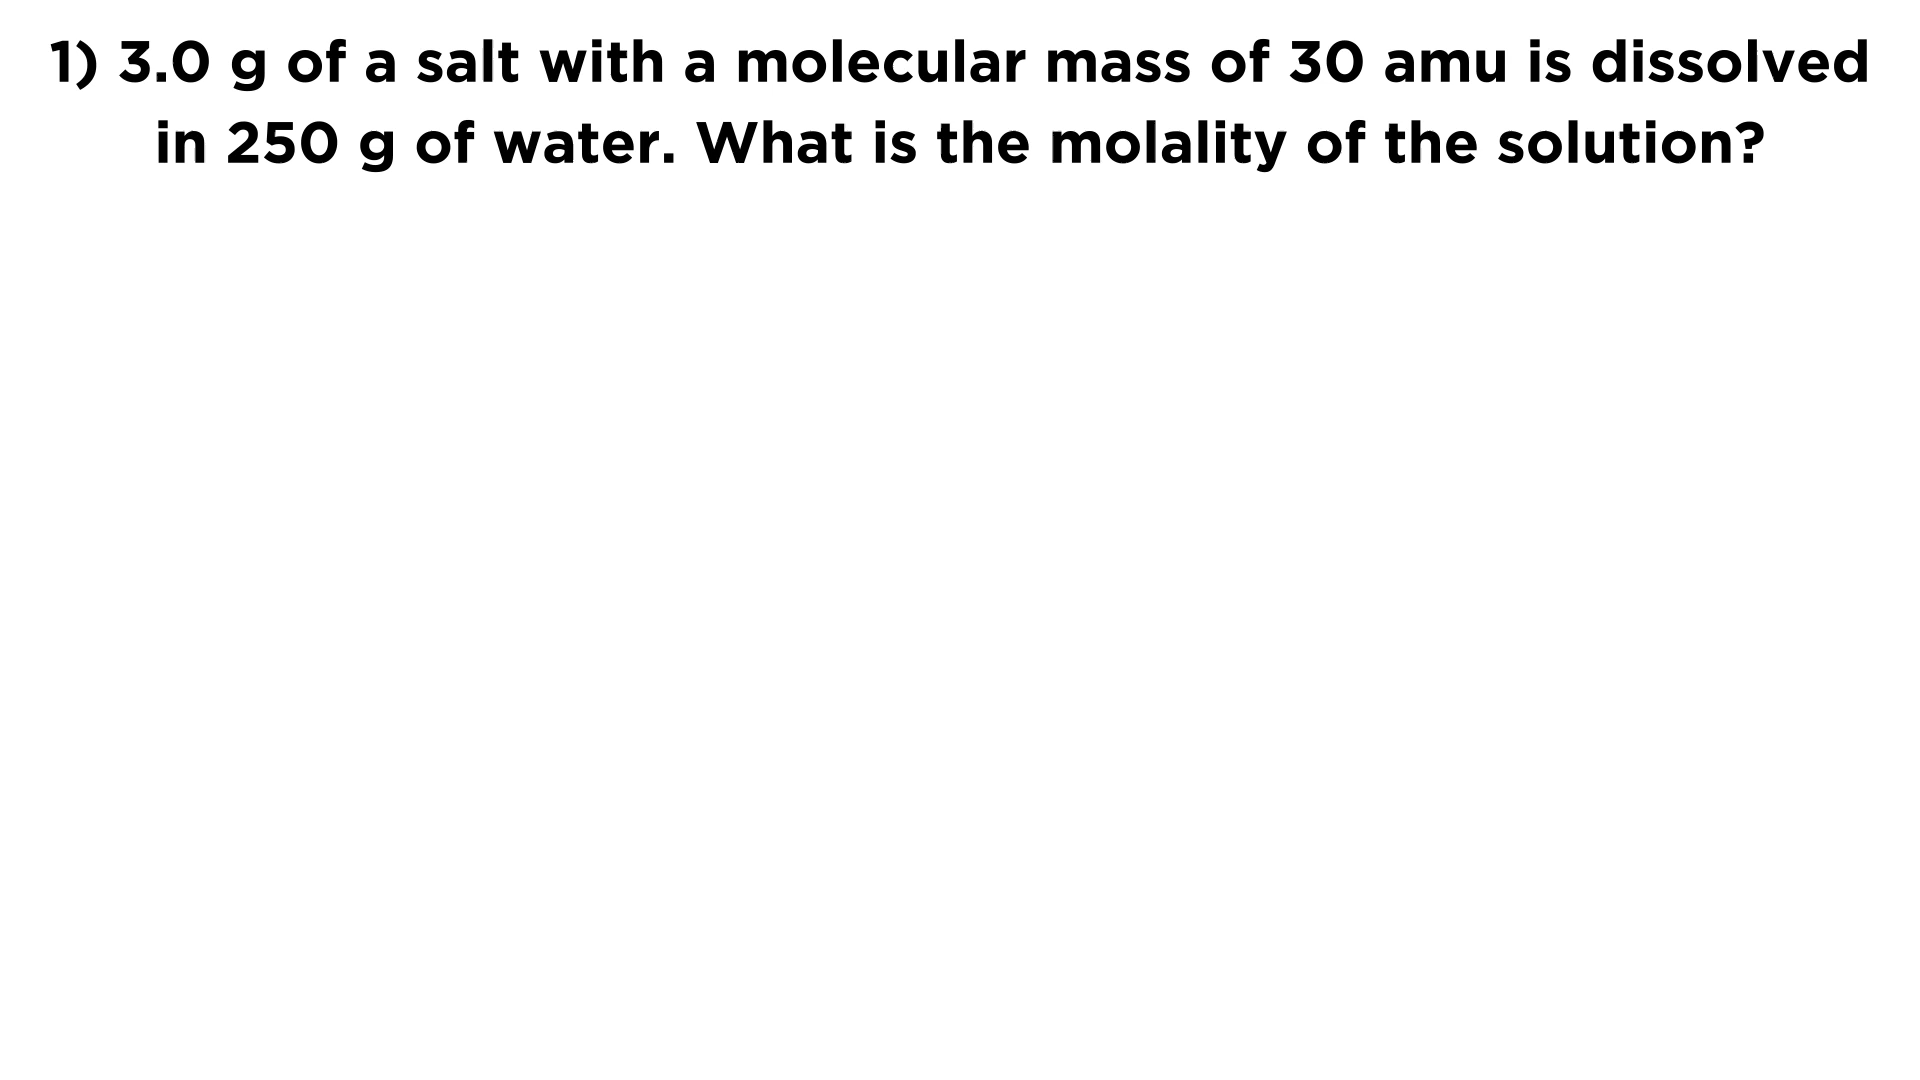 1) 3.0 g of a salt with a molecular mass of 30 amu is dissolved
in 250 g of water. What is the molality of the solution?